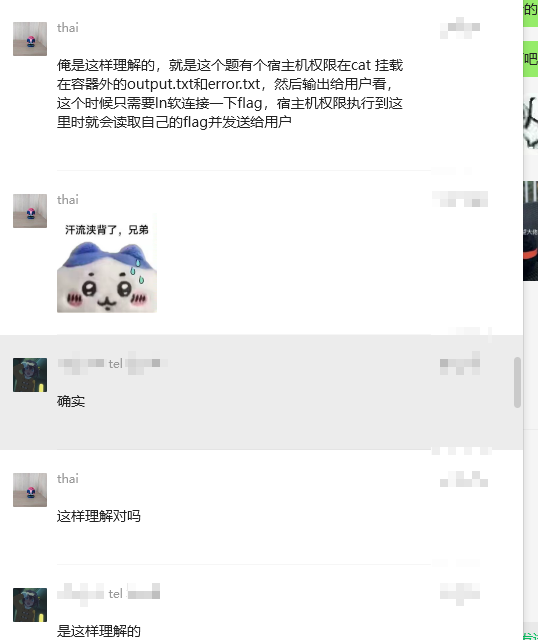 thai
俺是这样理解的，就是这个题有个宿主机权限在cat 挂载
在容器外的output.txt和error.txt，然后输出给用户看，
这个时候只需要ln软连接一下flag，宿主机权限执行到这
里时就会读取自己的flag并发送给用户
thai
汗流浃背了，兄弟
tel
确实
thai
这样理解对吗
tel
是这样理解的
的
吧